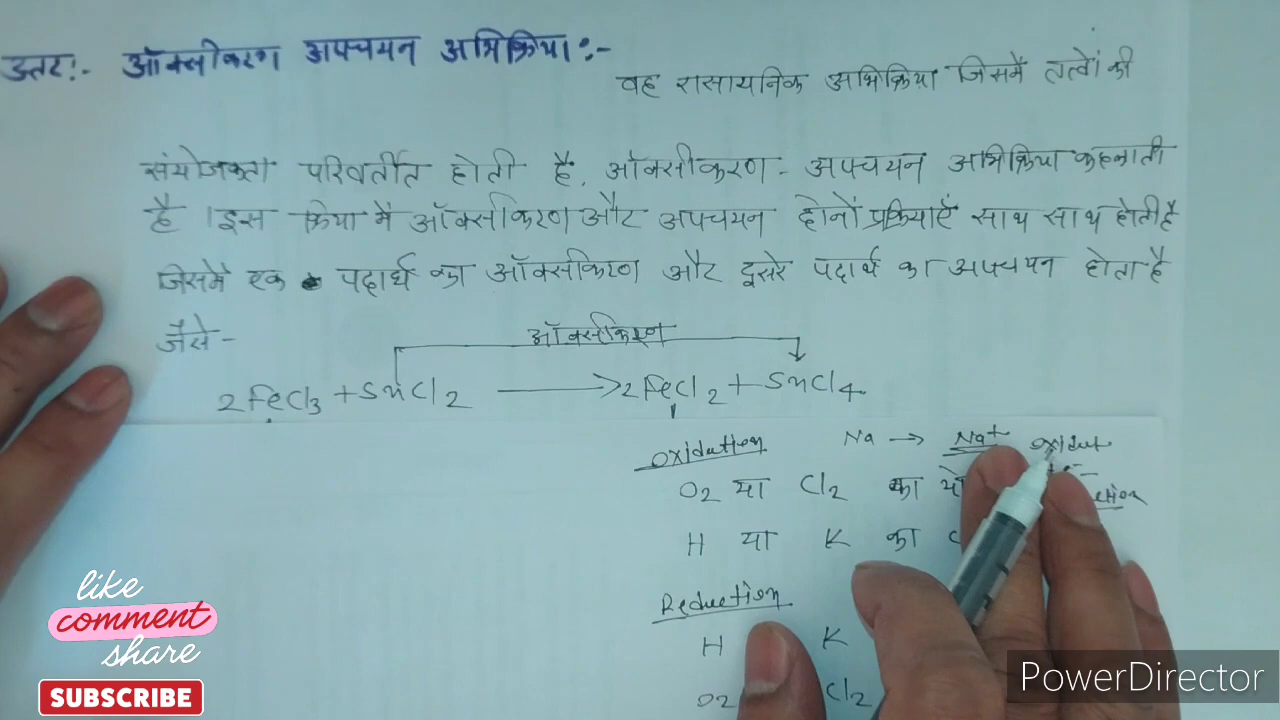 उतर:- ऑक्सीकरण अपचयन अभिक्रिया :-
वह रासायनिक अभिक्रिया जिसमें तत्वों की
संयोजकता परिवर्तीत होती है, ऑक्सीकरण - अपचयन अभिक्रिया कहलाती
है । इस क्रिया में ऑक्सीकरण और अपचयन दोनों प्रक्रियाएँ साथ साथ होती है
जिसमें एक पदार्थ का ऑक्सीकरण और दूसरे पदार्थ का अपचयन होता है
जैसे -
ऑक्सीकरण
2FeCl3 + SnCl2 → 2FeCl2 + SnCl4
Oxidation Na → Na+
O2 या Cl2 का
H या K का
Reduction
H K
O2 Cl2
like
comment
share
SUBSCRIBE
PowerDirector